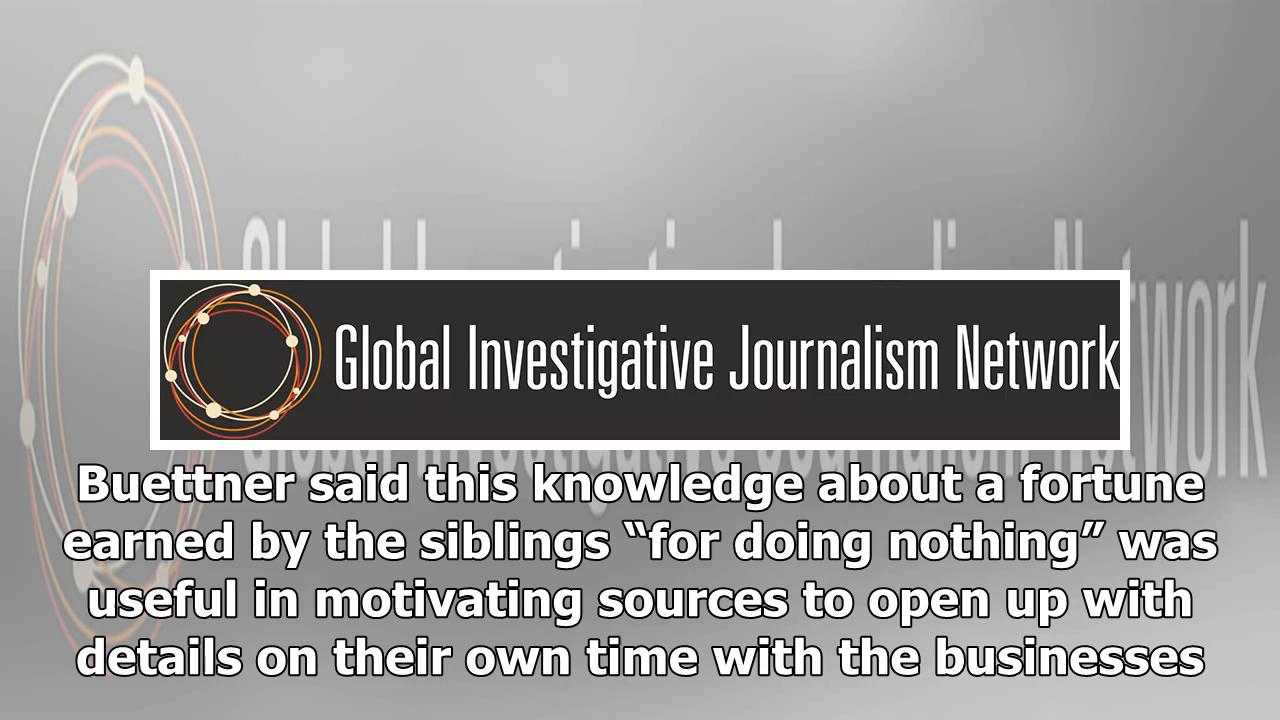 Global Investigative Journalism Network
Buettner said this knowledge about a fortune
earned by the siblings “for doing nothing” was
useful in motivating sources to open up with
details on their own time with the businesses